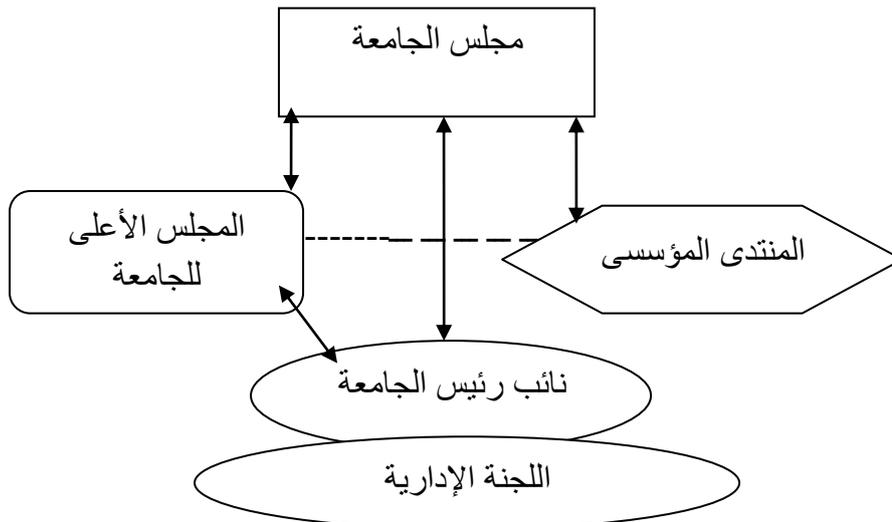 مجلس الجامعة
المجلس الأعلى
للجامعة
المنتدى المؤسسى
نائب رئيس الجامعة
اللجنة الإدارية